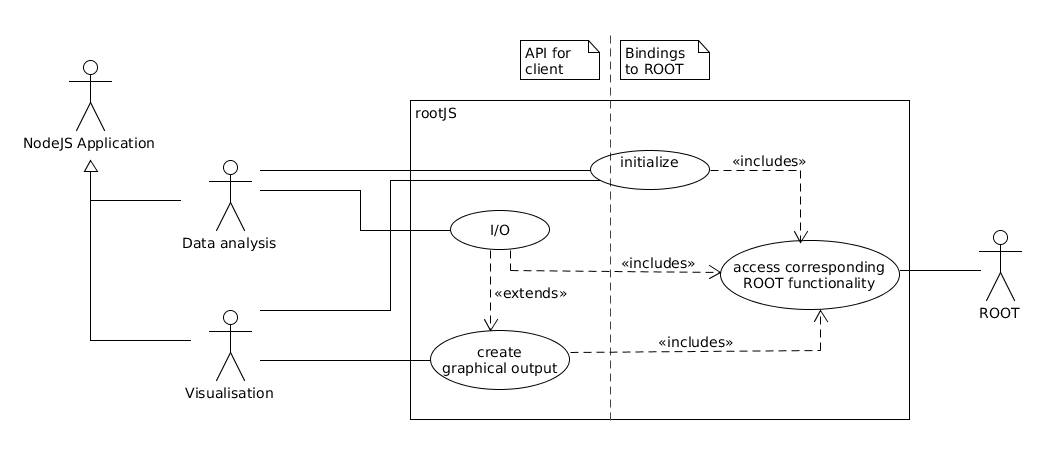 API for
client
Bindings
to ROOT
rootJS
NodeJS Application
initialize
«includes»
Data analysis
I/O
«includes»
access corresponding
ROOT functionality
«extends»
ROOT
Visualisation
create
graphical output
«includes»